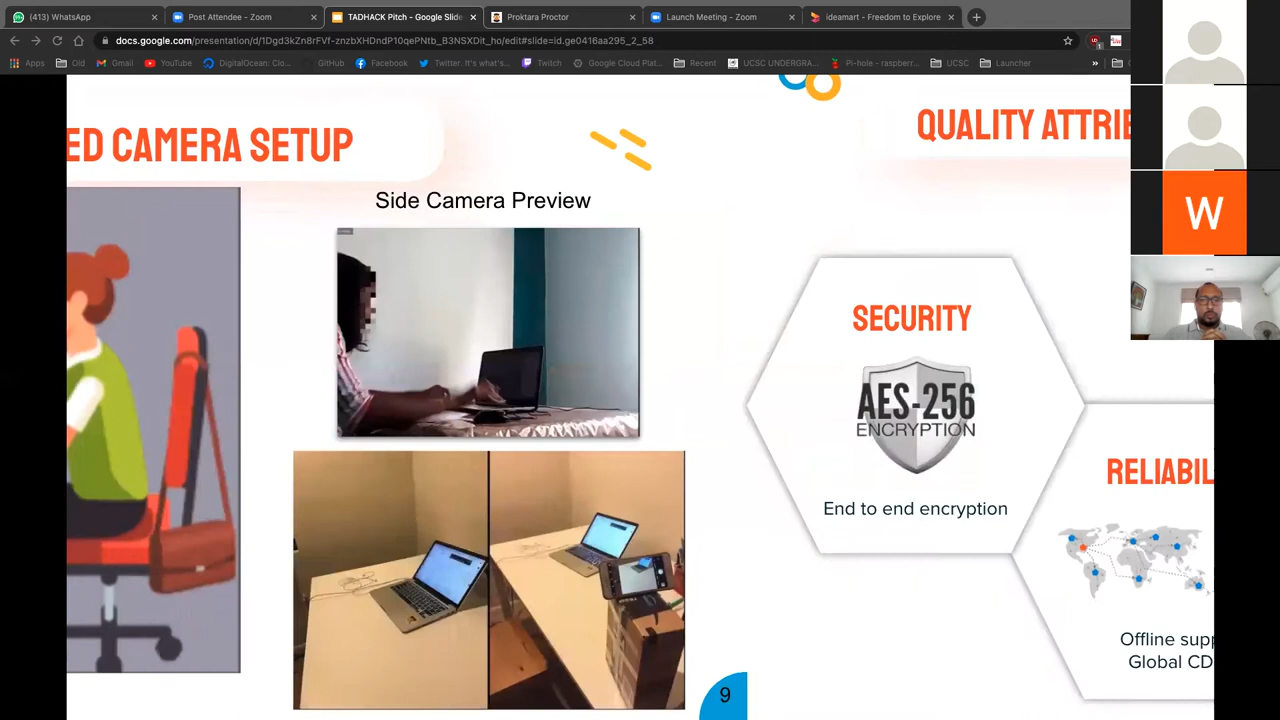 (413) WhatsApp
Post Attendee - Zoom
TADHACK Pitch - Google Slide
Proktara Proctor
Launch Meeting - Zoom
ideamart - Freedom to Explore
docs.google.com/presentation/d/1Dgd3kZn8rFVf-znzbXHDndP10qePNtb_B3NSXDit_ho/edit#slide=id.ge0416aa295_2_58
Apps
Old
Gmail
YouTube
DigitalOcean: Clo...
GitHub
Facebook
Twitter: It's what's...
Twitch
Google Cloud Plat...
Recent
UCSC UNDERGRA...
Pi-hole - raspberr...
UCSC
Launcher
ED CAMERA SETUP
Side Camera Preview
9
QUALITY ATTRIB
SECURITY
AES-256
ENCRYPTION
End to end encryption
RELIABIL
Offline supp
Global CD
W